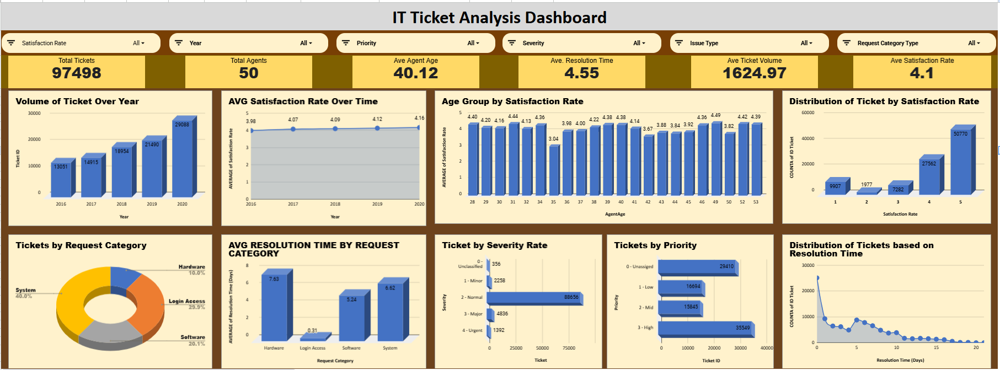 IT Ticket Analysis Dashboard
Satisfaction Rate All
Year All
Priority All
Severity All
Issue Type All
Request Category Type All
Total Tickets
97498
Total Agents
50
Ave Agent Age
40.12
Ave. Resolution Time
4.55
Ave Ticket Volume
1624.97
Ave Satisfaction Rate
4.1
Volume of Ticket Over Year
Ticket ID
30000
20000
10000
0
13051
14915
18954
21490
29088
2016 2017 2018 2019 2020
Year
AVG Satisfaction Rate Over Time
AVERAGE of Satisfaction Rate
5
4
3
2
1
0
3.98 4.07 4.09 4.12 4.16
2016 2017 2018 2019 2020
Year
Age Group by Satisfaction Rate
AVERAGE of Satisfaction Rate
5
4
3
2
1
0
4.40 4.20 4.16 4.44 4.13 4.36 3.04 3.98 4.00 4.22 4.38 4.38 4.14 3.67 3.88 3.84 3.92 4.36 4.49 3.82 4.42 4.39
28 29 30 31 32 34 35 36 37 38 39 40 41 42 43 44 45 46 49 50 52 53
AgentAge
Distribution of Ticket by Satisfaction Rate
COUNTA of ID Ticket
60000
40000
20000
0
9907
1977
7282
27562
50770
1 2 3 4 5
Satisfaction Rate
Tickets by Request Category
Hardware
10.0%
System
40.0%
Login Access
29.9%
Software
20.1%
AVG RESOLUTION TIME BY REQUEST
CATEGORY
AVERAGE of Resolution Time (Days)
8
6
4
2
0
7.63
0.31
5.24
6.62
Hardware Login Access Software System
Request Category
Ticket by Severity Rate
Severity
0 -
Unclassified 356
1 - Minor 2258
2 - Normal 88656
3 - Major 4836
4 - Urgent 1392
0 25000 50000 75000
Ticket
Tickets by Priority
Priority
0 - Unassiged 29410
1 - Low 16694
2 - Mid 15845
3 - High 35549
0 10000 20000 30000 40000
Ticket ID
Distribution of Tickets based on
Resolution Time
COUNTA of ID Ticket
30000
20000
10000
0
0 5 10 15 20
Resolution Time (Days)